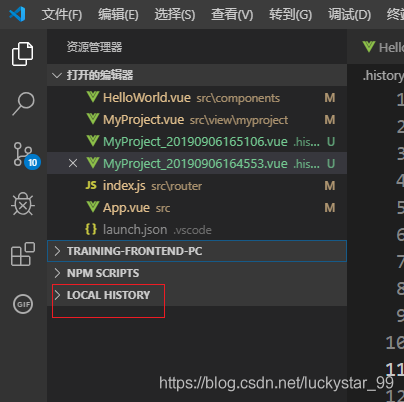 文件(F) 编辑(E) 选择(S) 查看(V) 转到(G) 调试(D)
资源管理器
打开的编辑器
HelloWorld.vue src\components M
MyProject.vue src\view\myproject M
MyProject_20190906165106.vue .his... U
MyProject_20190906164553.vue .his... U
index.js src\router M
App.vue src M
launch.json .vscode
TRAINING-FRONTEND-PC
NPM SCRIPTS
LOCAL HISTORY
10
GIF
Hell
.history
1
2
3
4
5
6
7
8
9
10
11
12
https://blog.csdn.net/luckystar_99